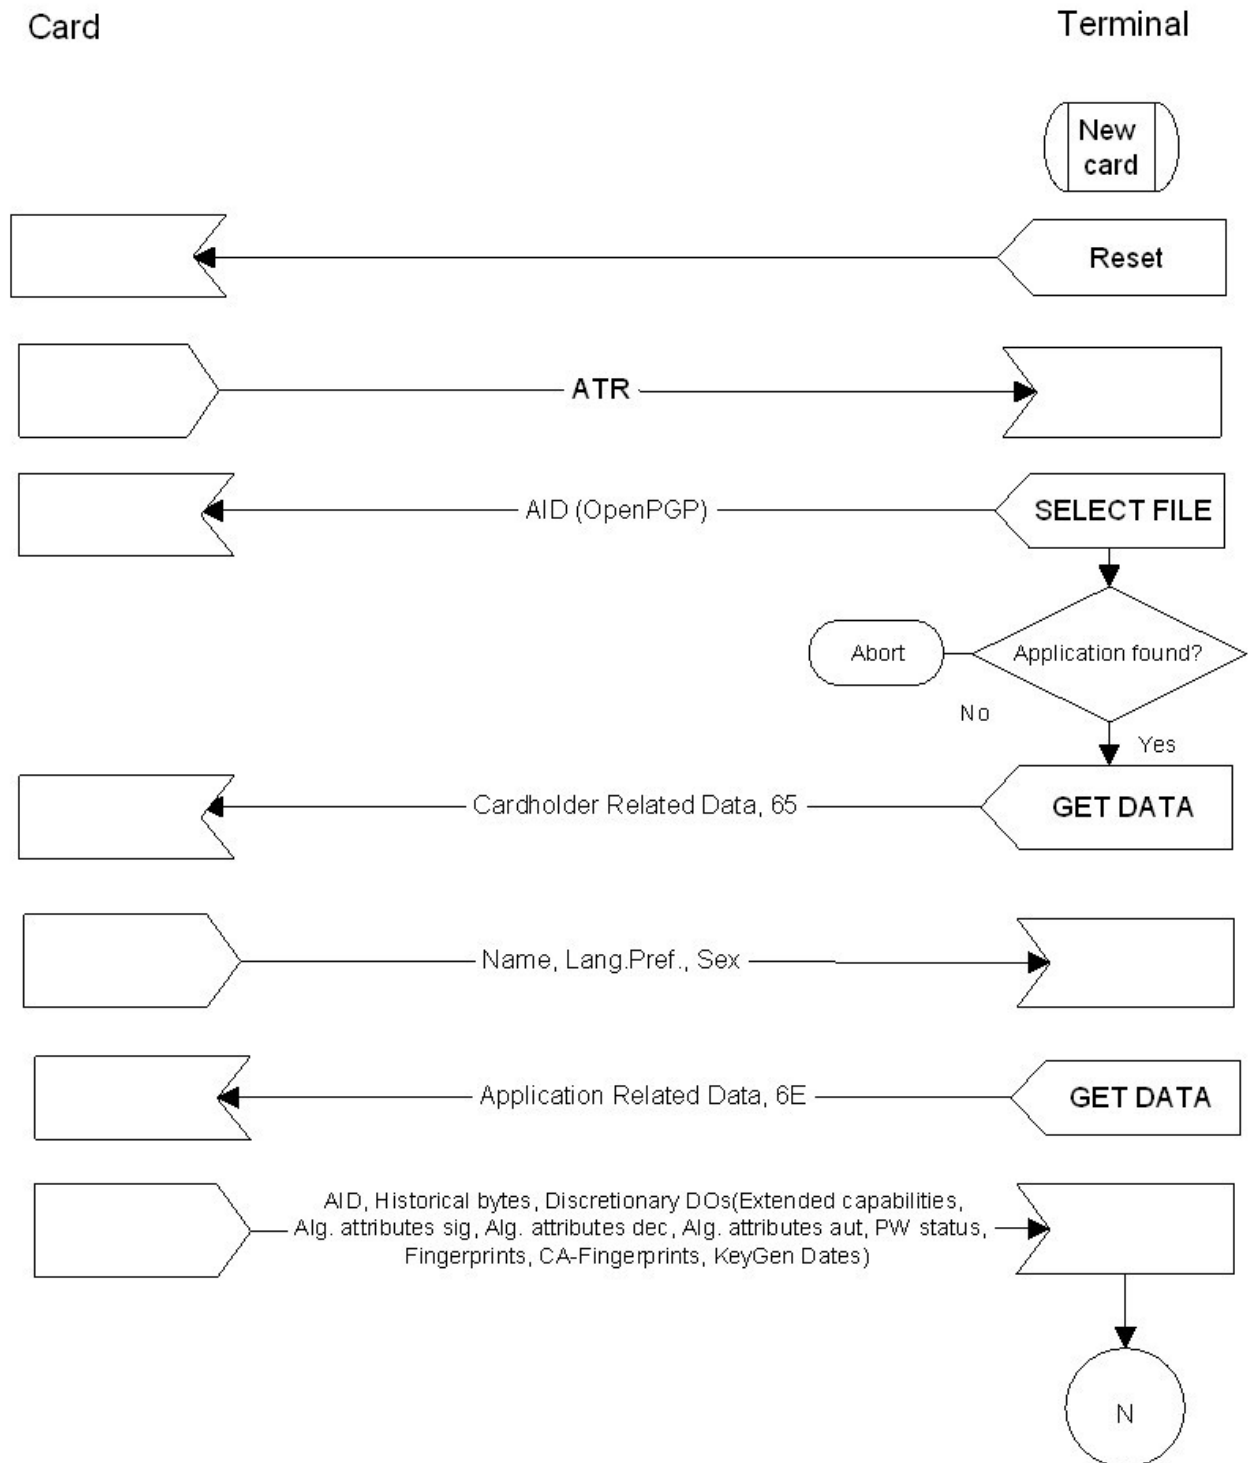 Card
Terminal
New
card
Reset
ATR
AID (OpenPGP)
SELECT FILE
Abort
Application found?
No
Yes
Cardholder Related Data, 65
GET DATA
Name, Lang.Pref., Sex
Application Related Data, 6E
GET DATA
AID, Historical bytes, Discretionary DOs(Extended capabilities,
Alg. attributes sig, Alg. attributes dec, Alg. attributes aut, PW status,
Fingerprints, CA-Fingerprints, KeyGen Dates)
N